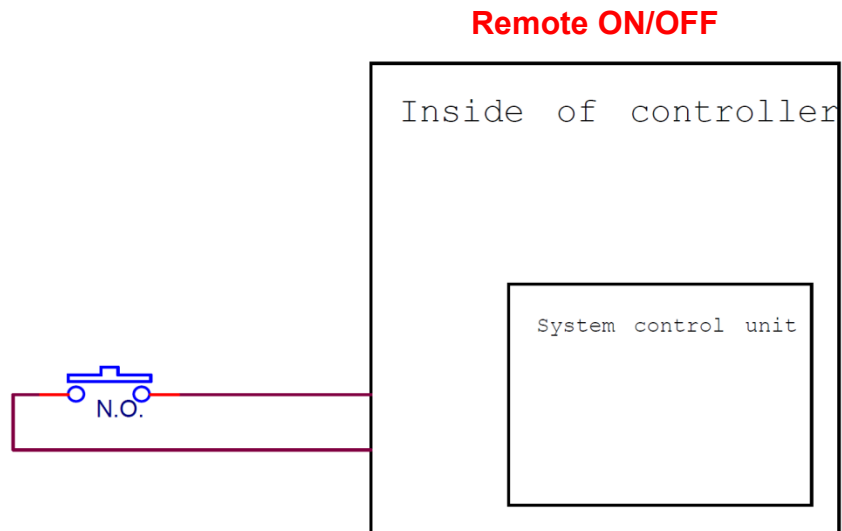 Remote ON/OFF
Inside of controller
System control unit
N.O.